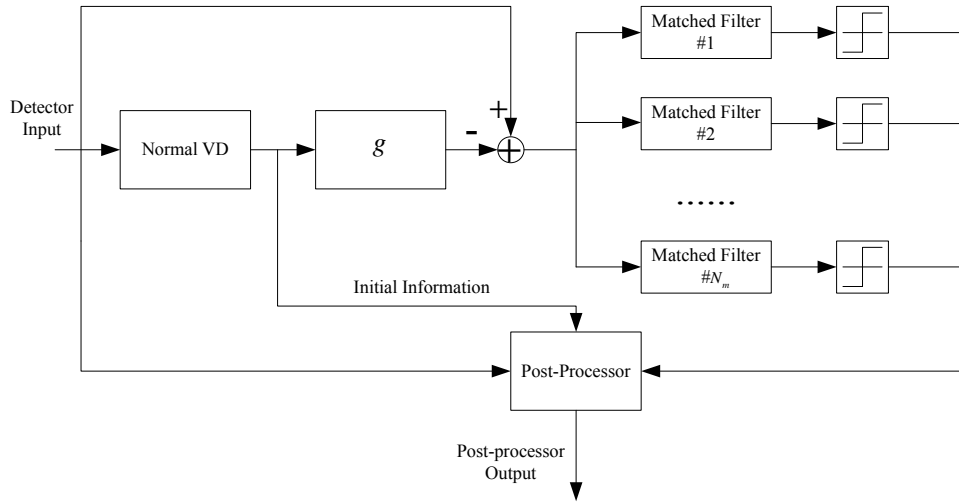 Matched Filter
#1
Detector
Input
+
Normal VD
g
-
+
Matched Filter
#2
......
Matched Filter
#Nm
Initial Information
Post-Processor
Post-processor
Output